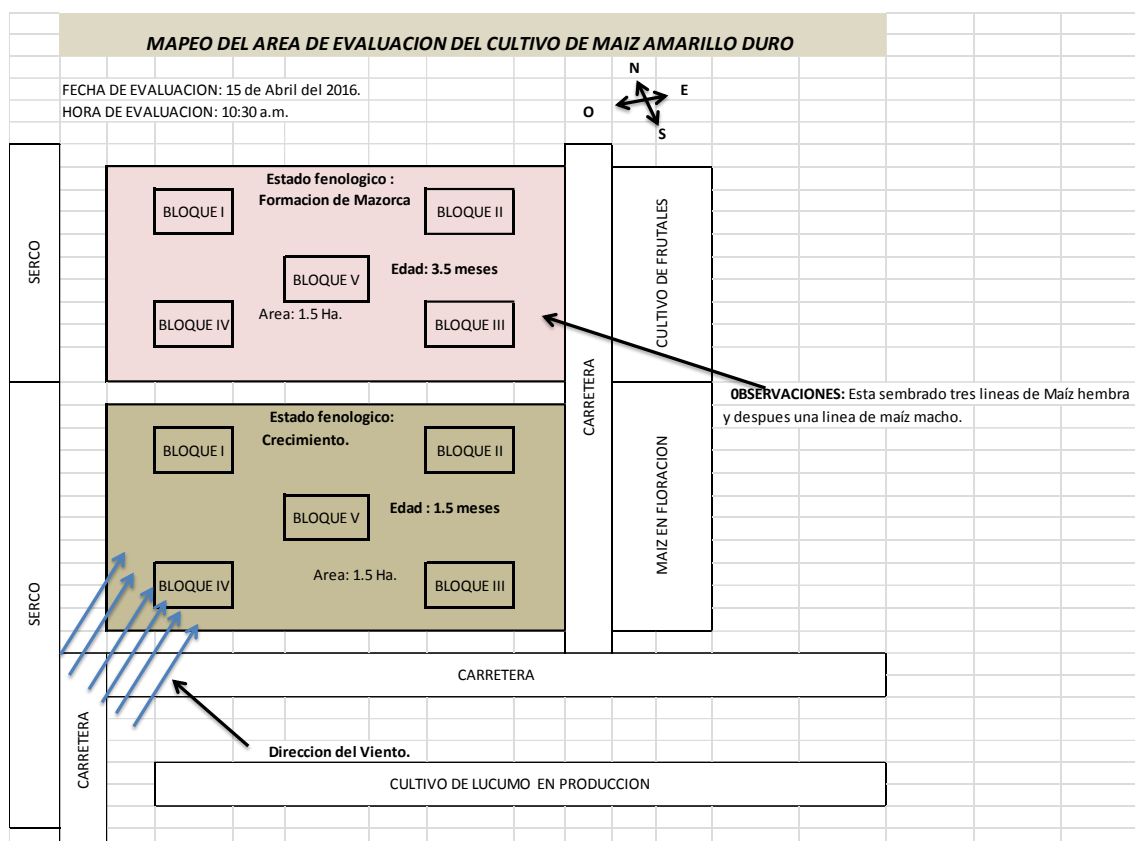 MAPEO DEL AREA DE EVALUACION DEL CULTIVO DE MAIZ AMARILLO DURO
FECHA DE EVALUACION: 15 de Abril del 2016.
HORA DE EVALUACION: 10:30 a.m.
N
E
O
S
SERCO
Estado fenologico :
Formacion de Mazorca
BLOQUE I
BLOQUE II
BLOQUE V
Edad: 3.5 meses
BLOQUE IV
Area: 1.5 Ha.
BLOQUE III
CARRETERA
CULTIVO DE FRUTALES
0BSERVACIONES: Esta sembrado tres lineas de Maíz hembra
y despues una linea de maíz macho.
SERCO
Estado fenologico:
Crecimiento.
BLOQUE I
BLOQUE II
BLOQUE V
Edad : 1.5 meses
BLOQUE IV
Area: 1.5 Ha.
BLOQUE III
MAIZ EN FLORACION
CARRETERA
CARRETERA
Direccion del Viento.
CULTIVO DE LUCUMO EN PRODUCCION